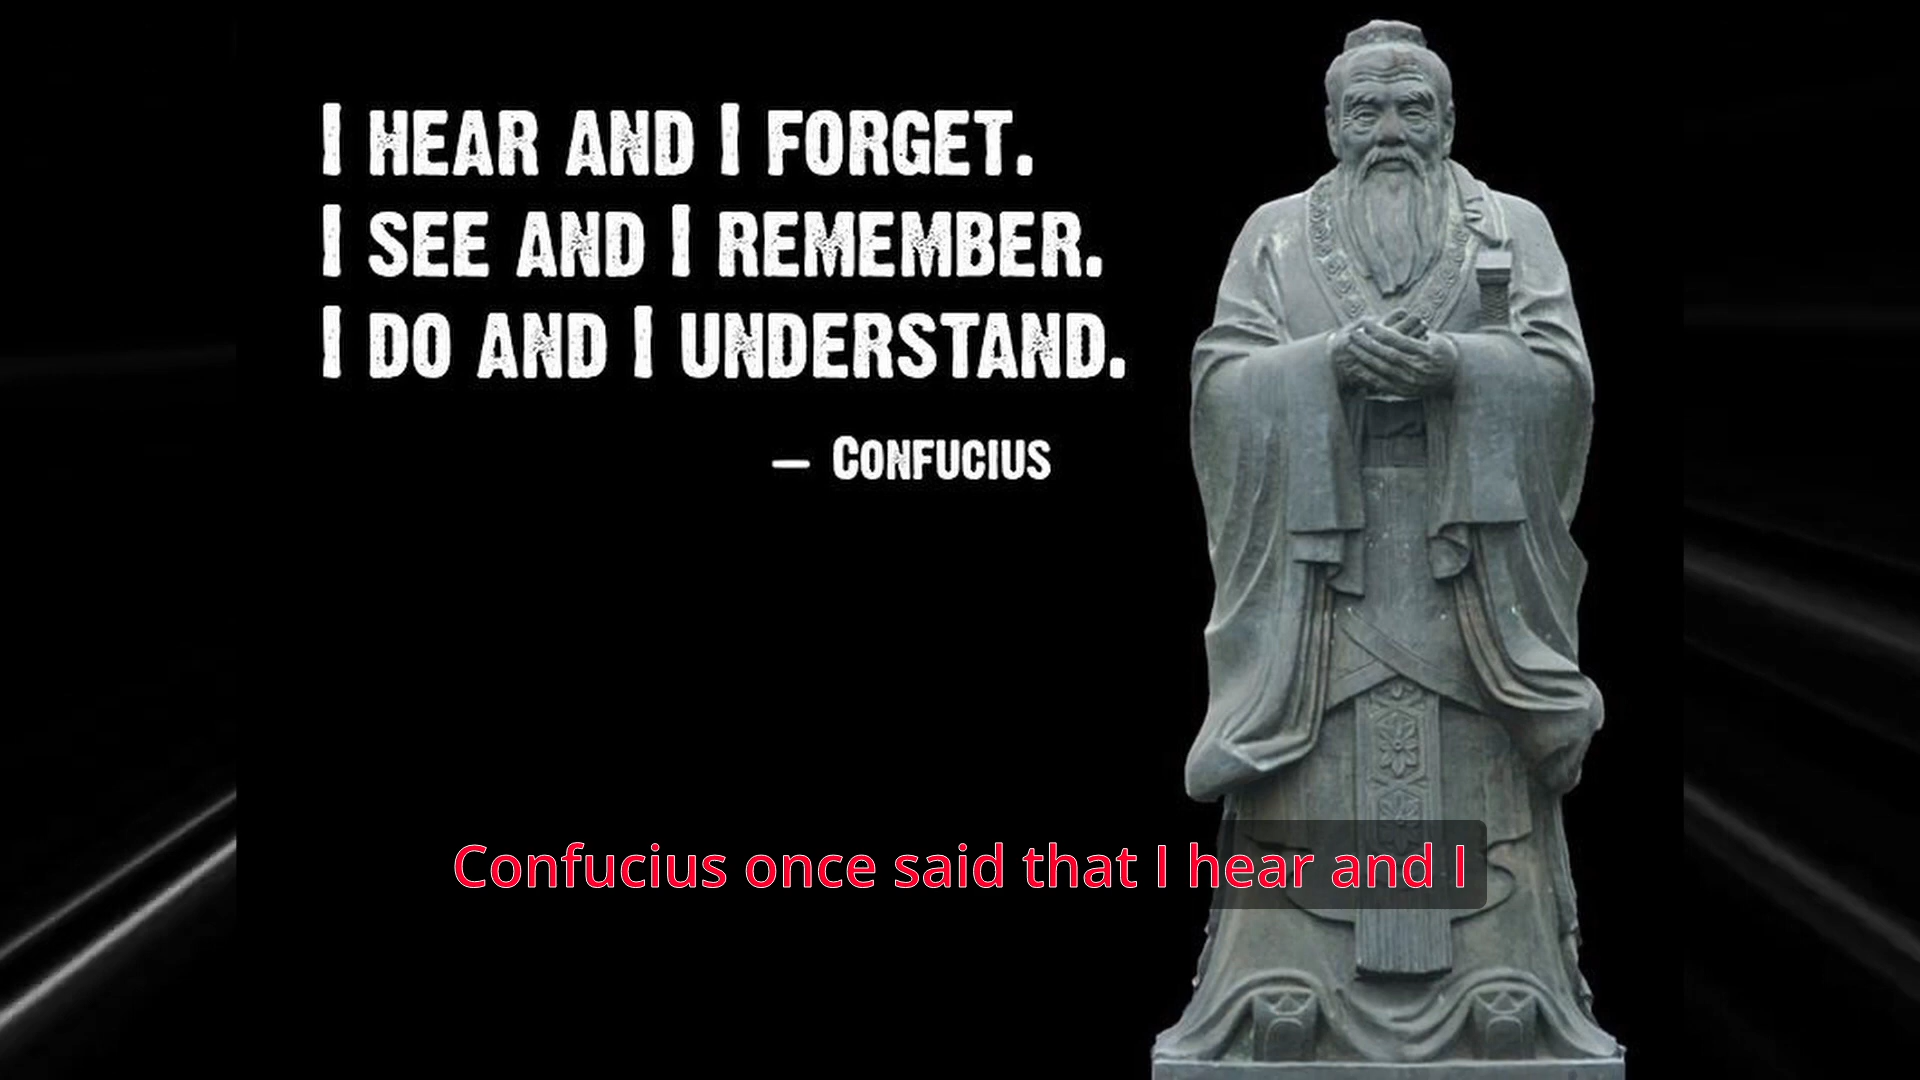 I HEAR AND I FORGET.
I SEE AND I REMEMBER.
I DO AND I UNDERSTAND.
— CONFUCIUS
Confucius once said that I hear and I